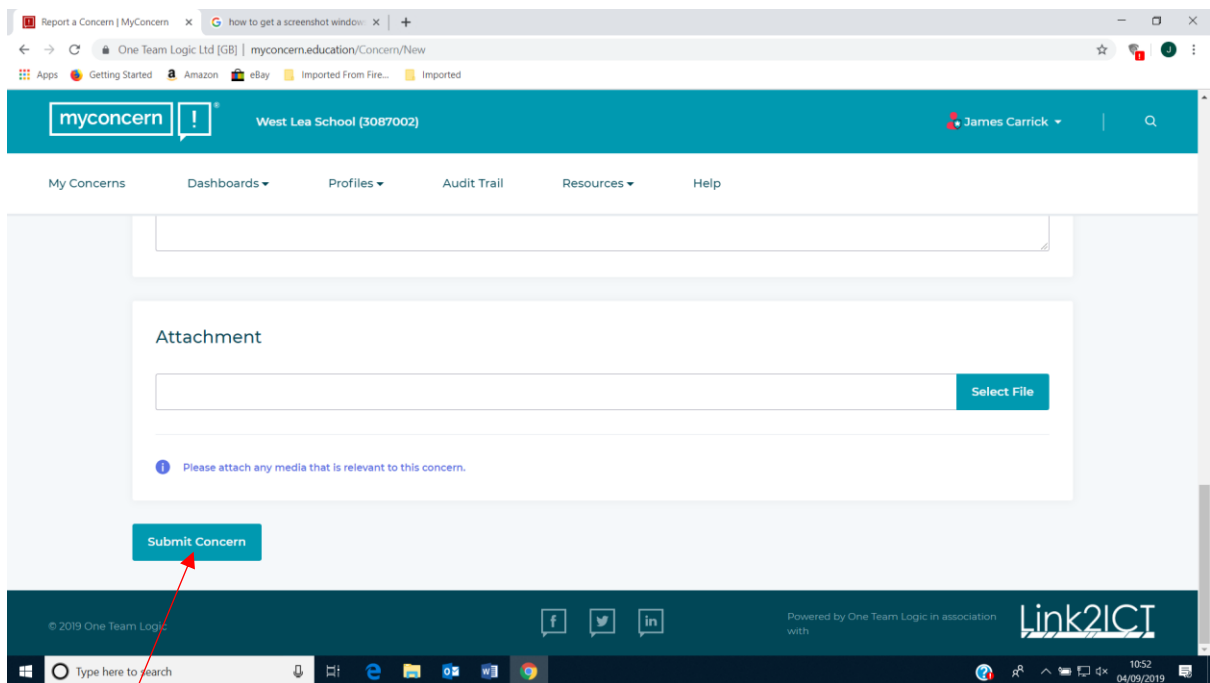 Report a Concern | MyConcern
how to get a screenshot window
One Team Logic Ltd [GB] | myconcern.education/Concern/New
J
Apps
Getting Started
a Amazon
eBay
Imported From Fire...
Imported
myconcern ! ®
West Lea School (3087002)
James Carrick
My Concerns
Dashboards
Profiles
Audit Trail
Resources
Help
Attachment
Select File
Please attach any media that is relevant to this concern.
Submit Concern
© 2019 One Team Logic
Powered by One Team Logic in association
with
Link2ICT
Type here to search
10:52
04/09/2019